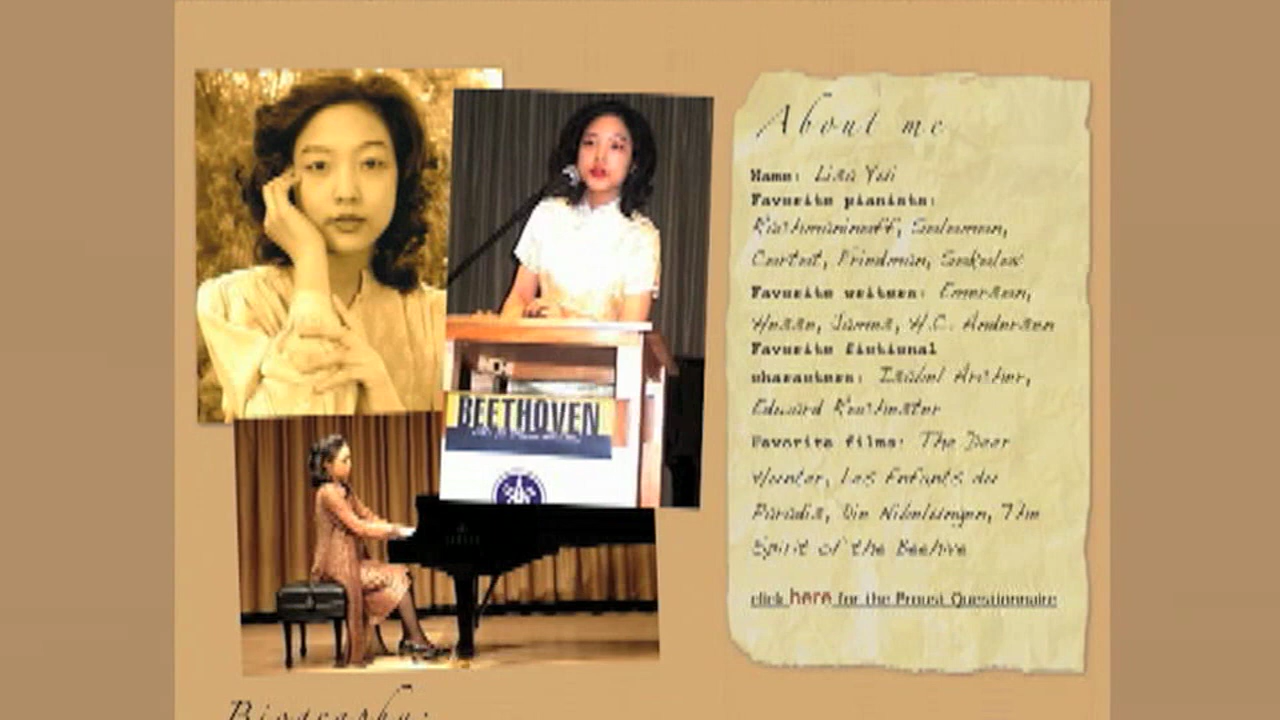 BEETHOVEN
About me
Name: Lisa Yui
Favorite pianists:
Rachmaninoff, Solomon,
Cortot, Friedman, Sokolov
Favorite writers: Emerson,
Hesse, James, H.C. Andersen
Favorite fictional
characters: Isabel Archer,
Edward Rochester
Favorite films: The Deer
Hunter, Les Enfants du
Paradis, Die Nibelungen, The
Spirit of the Beehive
click here for the Proust Questionnaire
Biography: